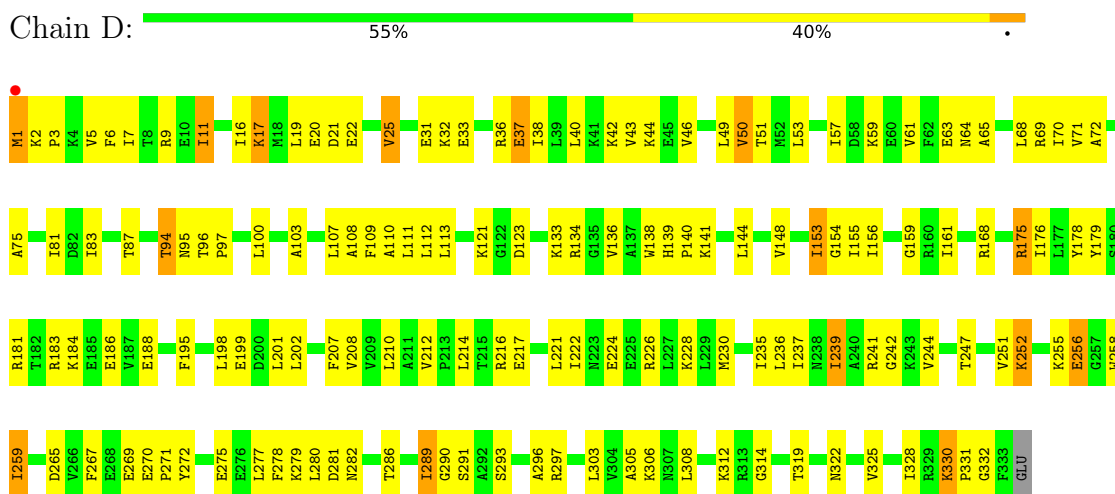 Chain D:
55% 40% •
M1 K2 P3 K4 V5 F6 I7 T8 R9 E10 I11 I16 K17 M18 L19 E20 D21 E22 V25 E31 K32 E33 R36 E37 I38 L39 L40 K41 K42 V43 K44 E45 V46 L49 V50 T51 M52 L53 I57 D58 K59 E60 V61 F62 E63 N64 A65 L68 R69 I70 V71 A72
A75 I81 D82 I83 T87 T94 N95 T96 P97 L100 A103 L107 A108 F109 A110 L111 L112 L113 K121 G122 D123 K133 R134 G135 V136 A137 W138 H139 P140 K141 L144 V148 I153 G154 I155 I156 G159 R160 I161 R168 R175 I176 L177 Y178 Y179 S180
R181 T182 R183 K184 E185 E186 V187 E188 F195 L198 E199 D200 L201 L202 F207 V208 V209 L210 A211 V212 P213 L214 T215 R216 E217 L221 I222 N223 E224 E225 R226 L227 K228 L229 M230 I235 L236 I237 N238 I239 A240 R241 G242 K243 V244 T247 V251 K252 K255 E256 G257 W258
I259 D265 V266 F267 E268 E269 E270 P271 Y272 E275 E276 L277 F278 K279 L280 D281 N282 T286 I289 G290 S291 A292 S293 A296 R297 L303 V304 A305 K306 N307 L308 K312 R313 G314 T319 N322 V325 I328 R329 K330 P331 G332 F333 GLU